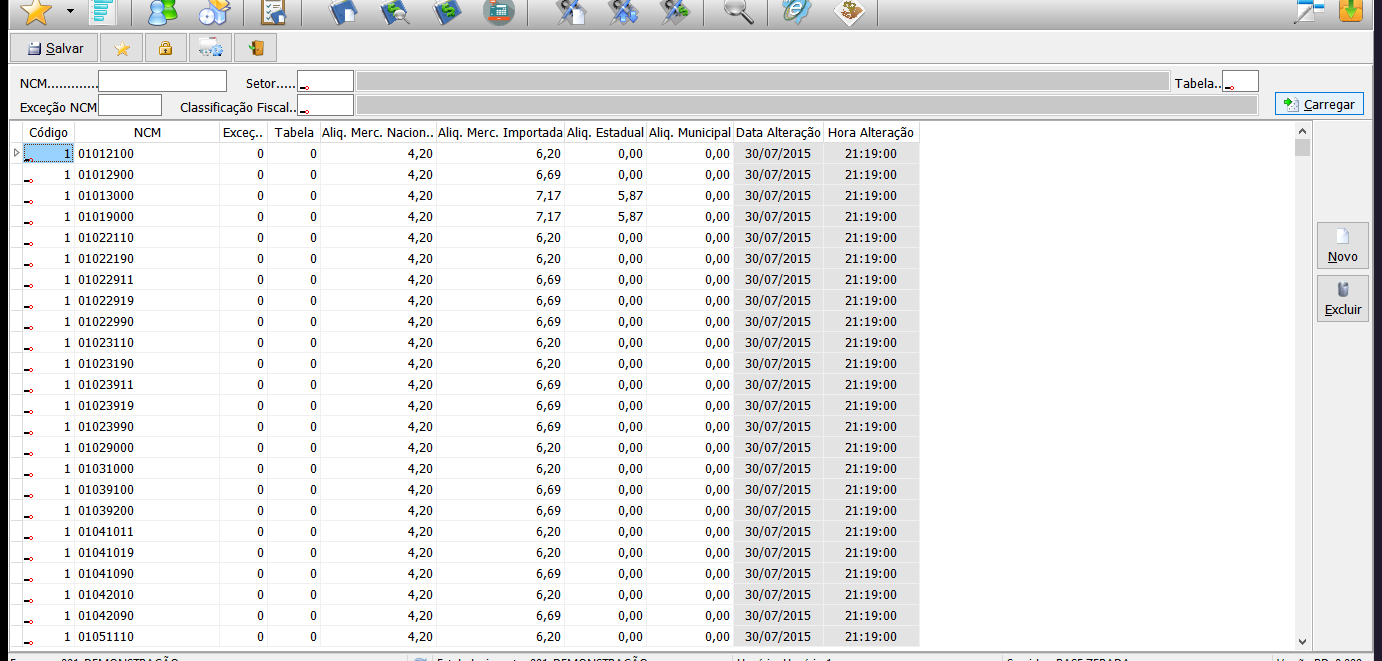 Salvar
NCM............ Setor..... Tabela..
Exceção NCM Classificação Fiscal.. Carregar
Código NCM Exceç.. Tabela Aliq. Merc. Nacion.. Aliq. Merc. Importada Aliq. Estadual Aliq. Municipal Data Alteração Hora Alteração
1 01012100 0 0 4,20 6,20 0,00 0,00 30/07/2015 21:19:00
1 01012900 0 0 4,20 6,69 0,00 0,00 30/07/2015 21:19:00
1 01013000 0 0 4,20 7,17 5,87 0,00 30/07/2015 21:19:00
1 01019000 0 0 4,20 7,17 5,87 0,00 30/07/2015 21:19:00
1 01022110 0 0 4,20 6,20 0,00 0,00 30/07/2015 21:19:00
1 01022190 0 0 4,20 6,20 0,00 0,00 30/07/2015 21:19:00
1 01022911 0 0 4,20 6,69 0,00 0,00 30/07/2015 21:19:00
1 01022919 0 0 4,20 6,69 0,00 0,00 30/07/2015 21:19:00
1 01022990 0 0 4,20 6,69 0,00 0,00 30/07/2015 21:19:00
1 01023110 0 0 4,20 6,20 0,00 0,00 30/07/2015 21:19:00
1 01023190 0 0 4,20 6,20 0,00 0,00 30/07/2015 21:19:00
1 01023911 0 0 4,20 6,69 0,00 0,00 30/07/2015 21:19:00
1 01023919 0 0 4,20 6,69 0,00 0,00 30/07/2015 21:19:00
1 01023990 0 0 4,20 6,69 0,00 0,00 30/07/2015 21:19:00
1 01029000 0 0 4,20 6,20 0,00 0,00 30/07/2015 21:19:00
1 01031000 0 0 4,20 6,20 0,00 0,00 30/07/2015 21:19:00
1 01039100 0 0 4,20 6,69 0,00 0,00 30/07/2015 21:19:00
1 01039200 0 0 4,20 6,69 0,00 0,00 30/07/2015 21:19:00
1 01041011 0 0 4,20 6,20 0,00 0,00 30/07/2015 21:19:00
1 01041019 0 0 4,20 6,20 0,00 0,00 30/07/2015 21:19:00
1 01041090 0 0 4,20 6,69 0,00 0,00 30/07/2015 21:19:00
1 01042010 0 0 4,20 6,20 0,00 0,00 30/07/2015 21:19:00
1 01042090 0 0 4,20 6,69 0,00 0,00 30/07/2015 21:19:00
1 01051110 0 0 4,20 6,20 0,00 0,00 30/07/2015 21:19:00
Novo
Excluir